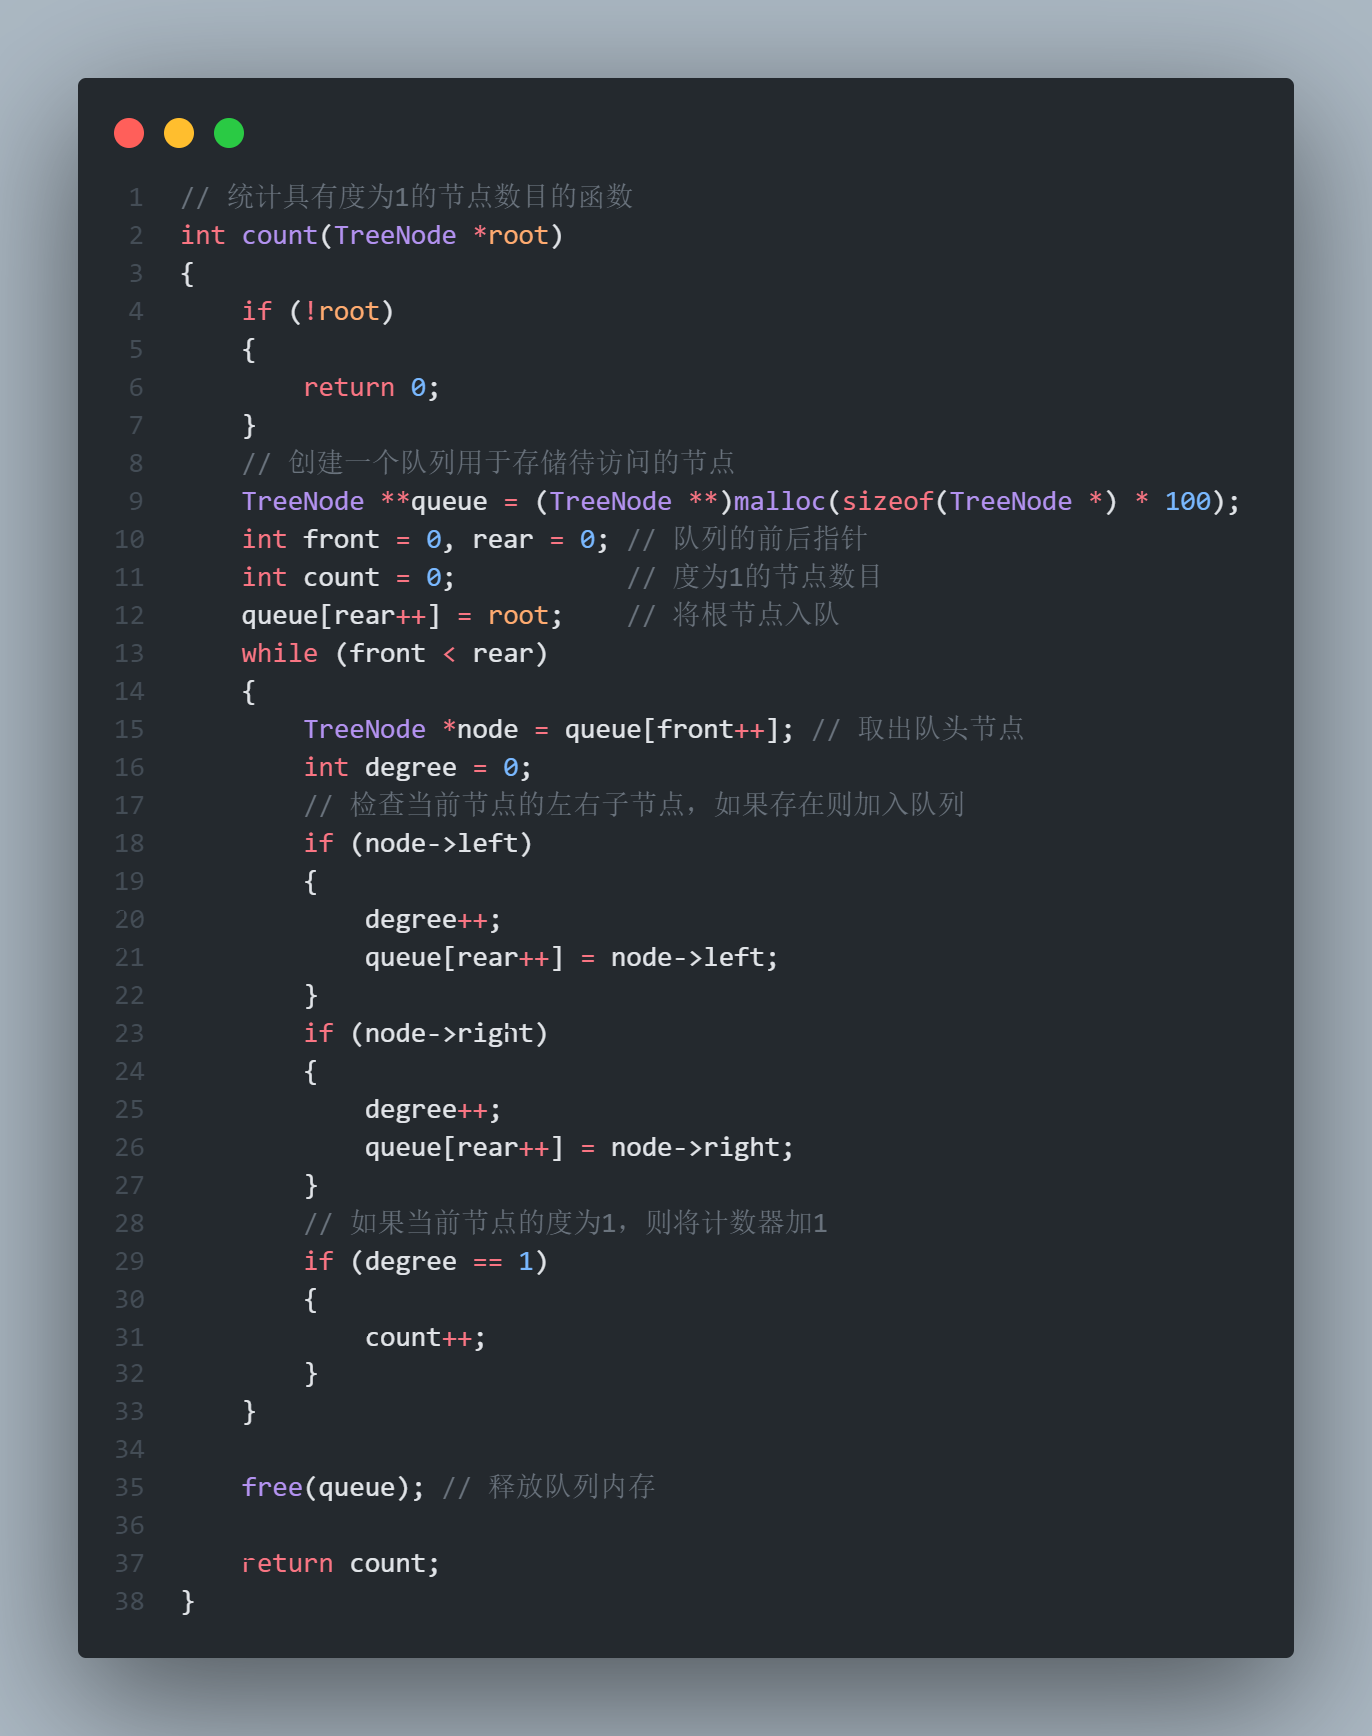 1 // 统计具有度为1的节点数目的函数
2 int count(TreeNode *root)
3 {
4     if (!root)
5     {
6         return 0;
7     }
8     // 创建一个队列用于存储待访问的节点
9     TreeNode **queue = (TreeNode **)malloc(sizeof(TreeNode *) * 100);
10     int front = 0, rear = 0; // 队列的前后指针
11     int count = 0;           // 度为1的节点数目
12     queue[rear++] = root;    // 将根节点入队
13     while (front < rear)
14     {
15         TreeNode *node = queue[front++]; // 取出队头节点
16         int degree = 0;
17         // 检查当前节点的左右子节点，如果存在则加入队列
18         if (node->left)
19         {
20             degree++;
21             queue[rear++] = node->left;
22         }
23         if (node->right)
24         {
25             degree++;
26             queue[rear++] = node->right;
27         }
28         // 如果当前节点的度为1，则将计数器加1
29         if (degree == 1)
30         {
31             count++;
32         }
33     }
34
35     free(queue); // 释放队列内存
36
37     return count;
38 }